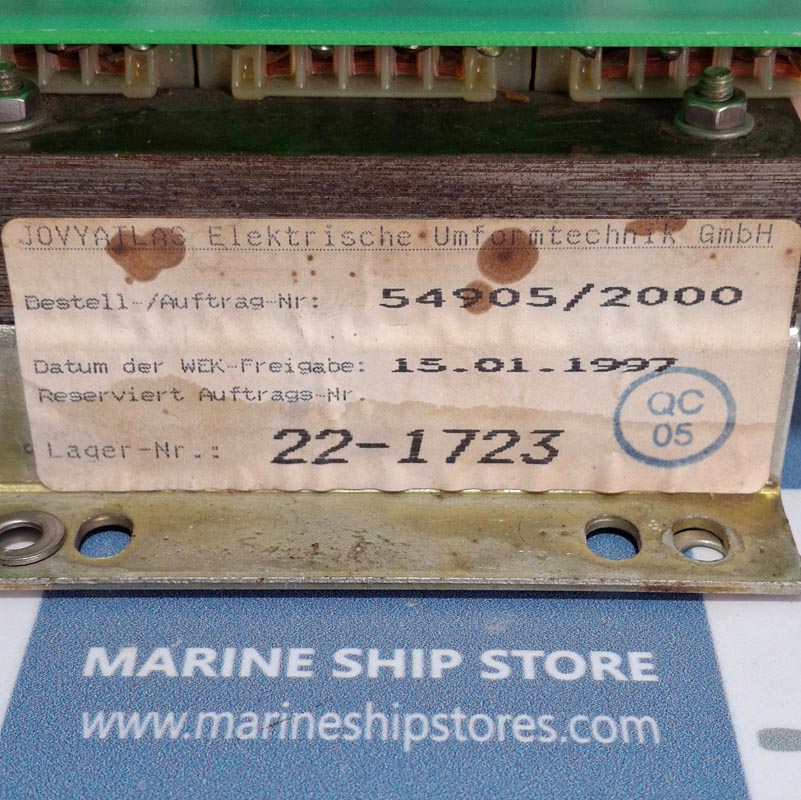 JOVYATLAS Elektrische Umformtechnik GmbH
Bestell-/Auftrag-Nr: 54905/2000
Datum der WEK-Freigabe: 15.01.1997
Reserviert Auftrags-Nr.
Lager-Nr.: 22-1723
QC
05
MARINE SHIP STORE
www.marineshipstores.com